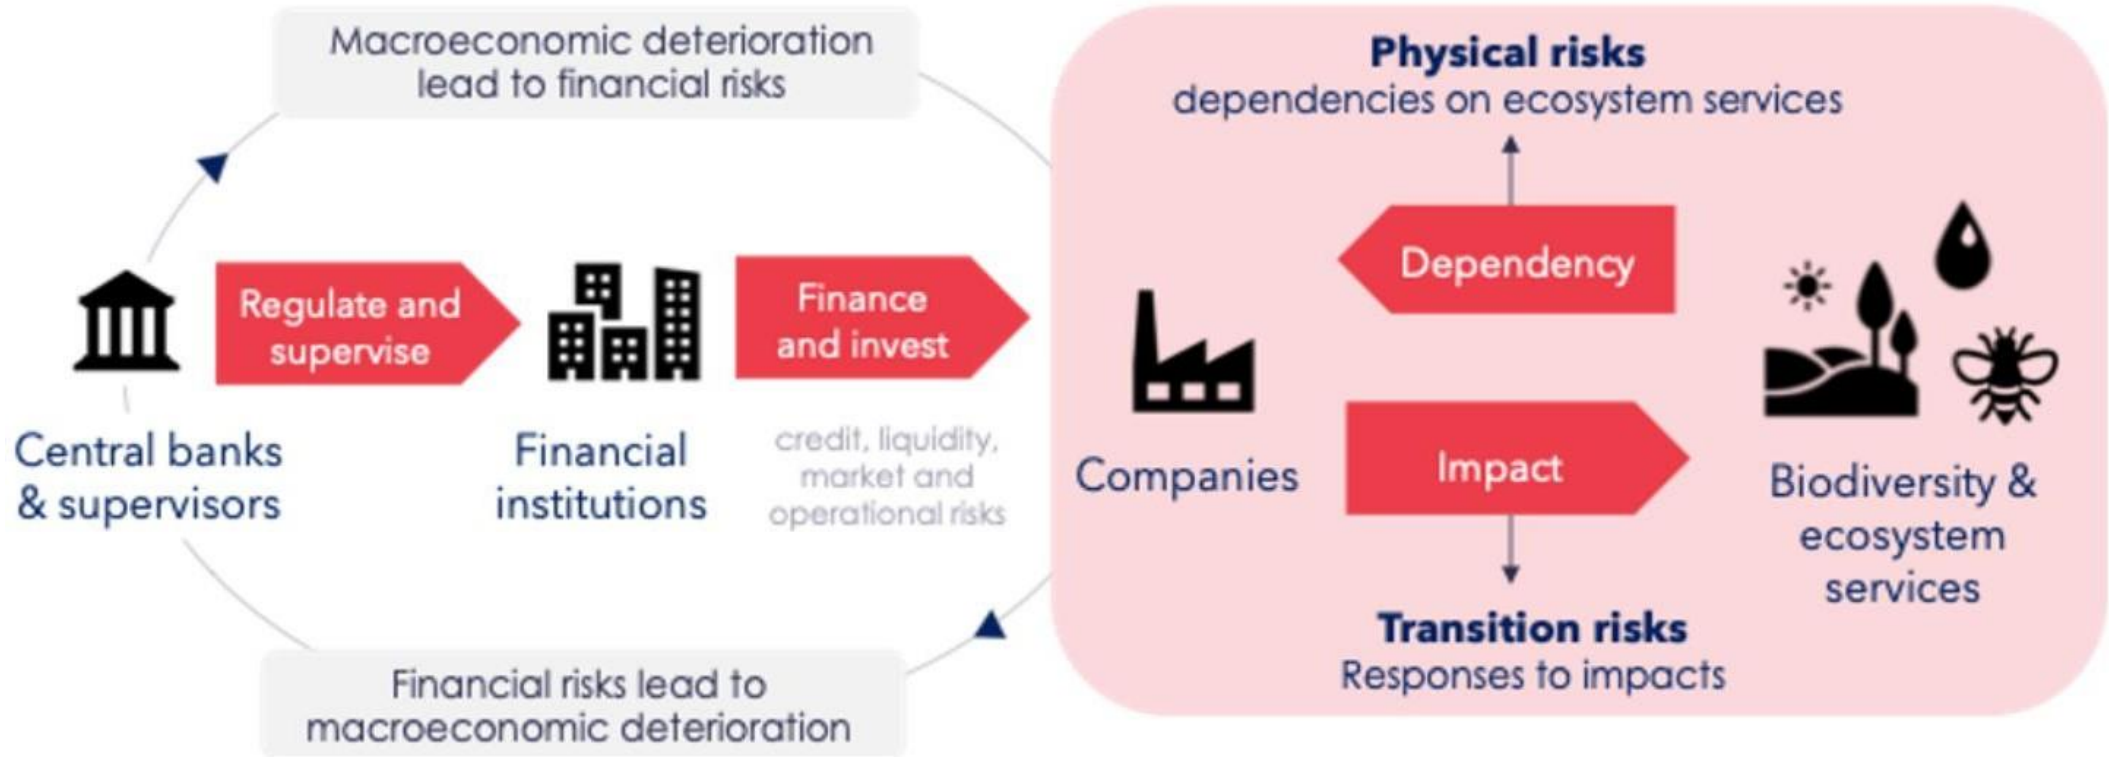 Macroeconomic deterioration
lead to financial risks
Physical risks
dependencies on ecosystem services
Regulate and
supervise
Finance
and invest
Dependency
Central banks
& supervisors
Financial
institutions
credit, liquidity,
market and
operational risks
Companies
Impact
Biodiversity &
ecosystem
services
Transition risks
Responses to impacts
Financial risks lead to
macroeconomic deterioration